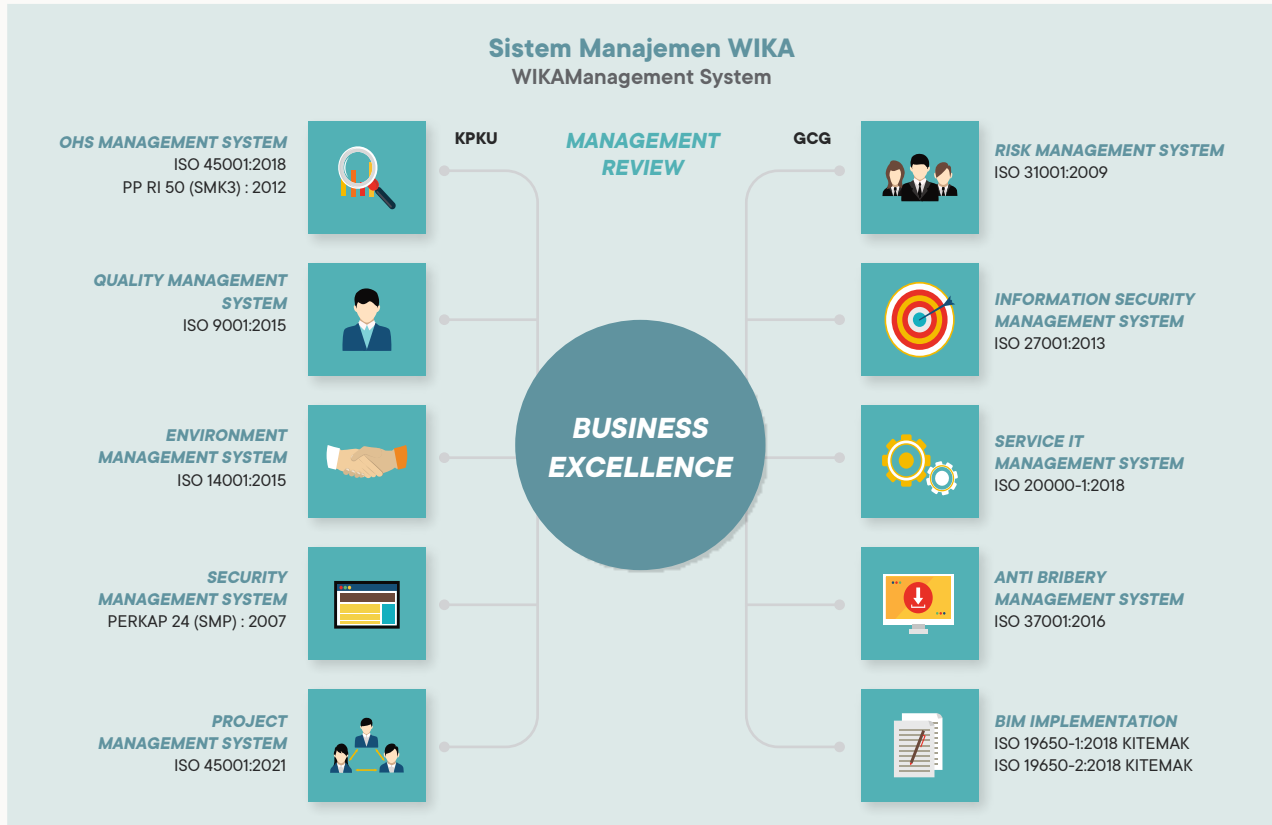 Sistem Manajemen WIKA
WIKAManagement System
OHS MANAGEMENT SYSTEM
ISO 45001:2018
PP RI 50 (SMK3) : 2012
QUALITY MANAGEMENT
SYSTEM
ISO 9001:2015
ENVIRONMENT
MANAGEMENT SYSTEM
ISO 14001:2015
SECURITY
MANAGEMENT SYSTEM
PERKAP 24 (SMP) : 2007
PROJECT
MANAGEMENT SYSTEM
ISO 45001:2021
KPKU
MANAGEMENT
REVIEW
GCG
BUSINESS
EXCELLENCE
RISK MANAGEMENT SYSTEM
ISO 31001:2009
INFORMATION SECURITY
MANAGEMENT SYSTEM
ISO 27001:2013
SERVICE IT
MANAGEMENT SYSTEM
ISO 20000-1:2018
ANTI BRIBERY
MANAGEMENT SYSTEM
ISO 37001:2016
BIM IMPLEMENTATION
ISO 19650-1:2018 KITEMAK
ISO 19650-2:2018 KITEMAK